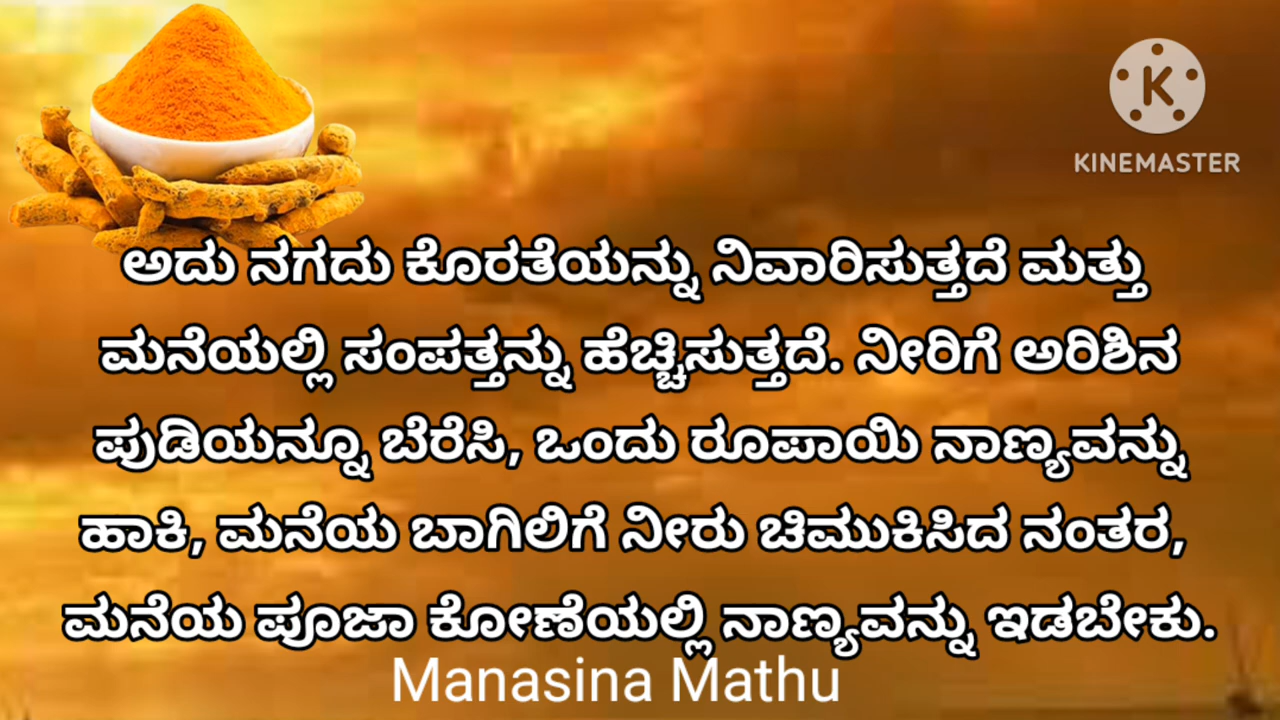 K
KINEMASTER
ಅದು ನಗದು ಕೊರತೆಯನ್ನು ನಿವಾರಿಸುತ್ತದೆ ಮತ್ತು
ಮನೆಯಲ್ಲಿ ಸಂಪತ್ತನ್ನು ಹೆಚ್ಚಿಸುತ್ತದೆ. ನೀರಿಗೆ ಅರಿಶಿನ
ಪುಡಿಯನ್ನೂ ಬೆರೆಸಿ, ಒಂದು ರೂಪಾಯಿ ನಾಣ್ಯವನ್ನು
ಹಾಕಿ, ಮನೆಯ ಬಾಗಿಲಿಗೆ ನೀರು ಚಿಮುಕಿಸಿದ ನಂತರ,
ಮನೆಯ ಪೂಜಾ ಕೋಣೆಯಲ್ಲಿ ನಾಣ್ಯವನ್ನು ಇಡಬೇಕು.
Manasina Mathu